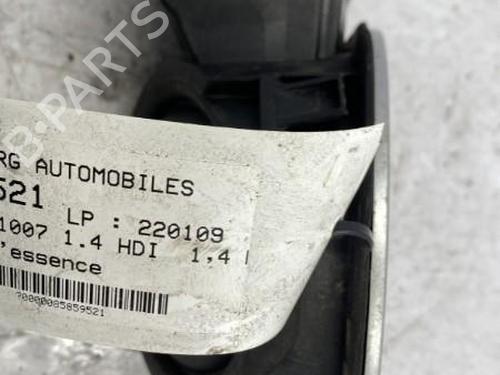 B-PARTS
RG AUTOMOBILES
521 LP : 220109
1007 1.4 HDI 1,4
'essence
70000085859521